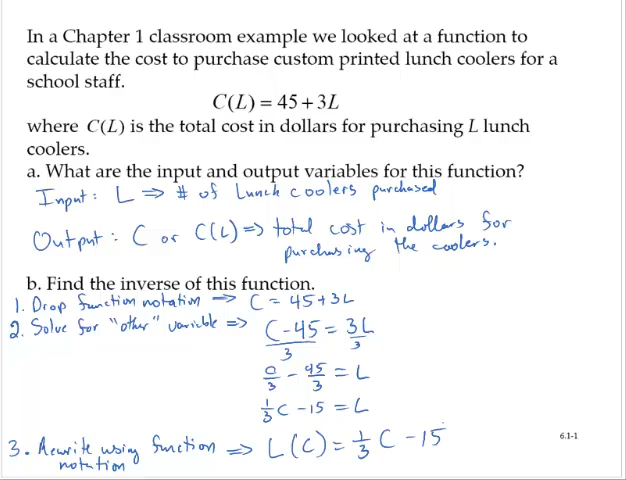 In a Chapter 1 classroom example we looked at a function to
calculate the cost to purchase custom printed lunch coolers for a
school staff.
C(L) = 45 + 3L
where C(L) is the total cost in dollars for purchasing L lunch
coolers.
a. What are the input and output variables for this function?
Input: L ⇒ # of Lunch coolers purchased
Output: C or C(L) ⇒ total cost in dollars for
purchasing the coolers.
b. Find the inverse of this function.
1. Drop function notation ⇒ C = 45 + 3L
2. Solve for "other" variable ⇒ (C - 45)/3 = 3L/3
C/3 - 45/3 = L
1/3 C - 15 = L
3. Rewrite using function ⇒ L(C) = 1/3 C - 15
notation
6.1-1